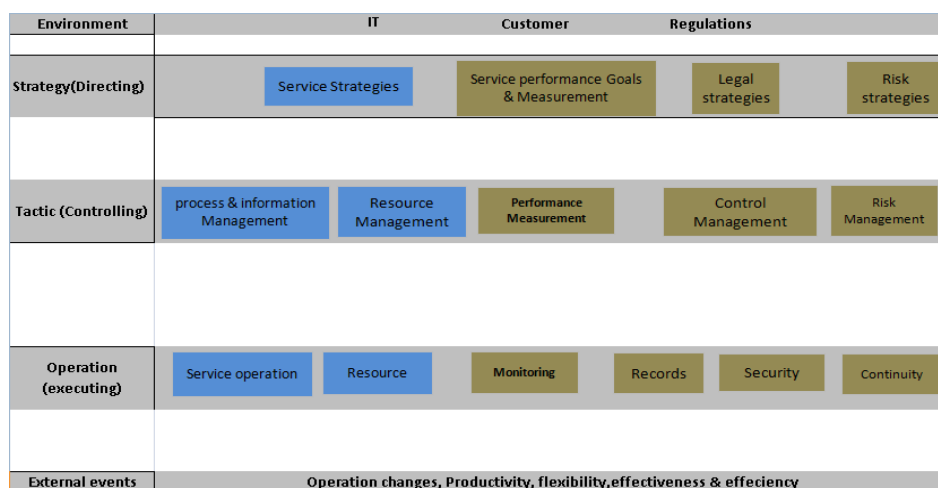 Environment IT Customer Regulations
Strategy(Directing)
Service Strategies
Service performance Goals
& Measurement
Legal
strategies
Risk
strategies
Tactic (Controlling)
process & information
Management
Resource
Management
Performance
Measurement
Control
Management
Risk
Management
Operation
(executing)
Service operation
Resource
Monitoring
Records
Security
Continuity
External events
Operation changes, Productivity, flexibility,effectiveness & effeciency